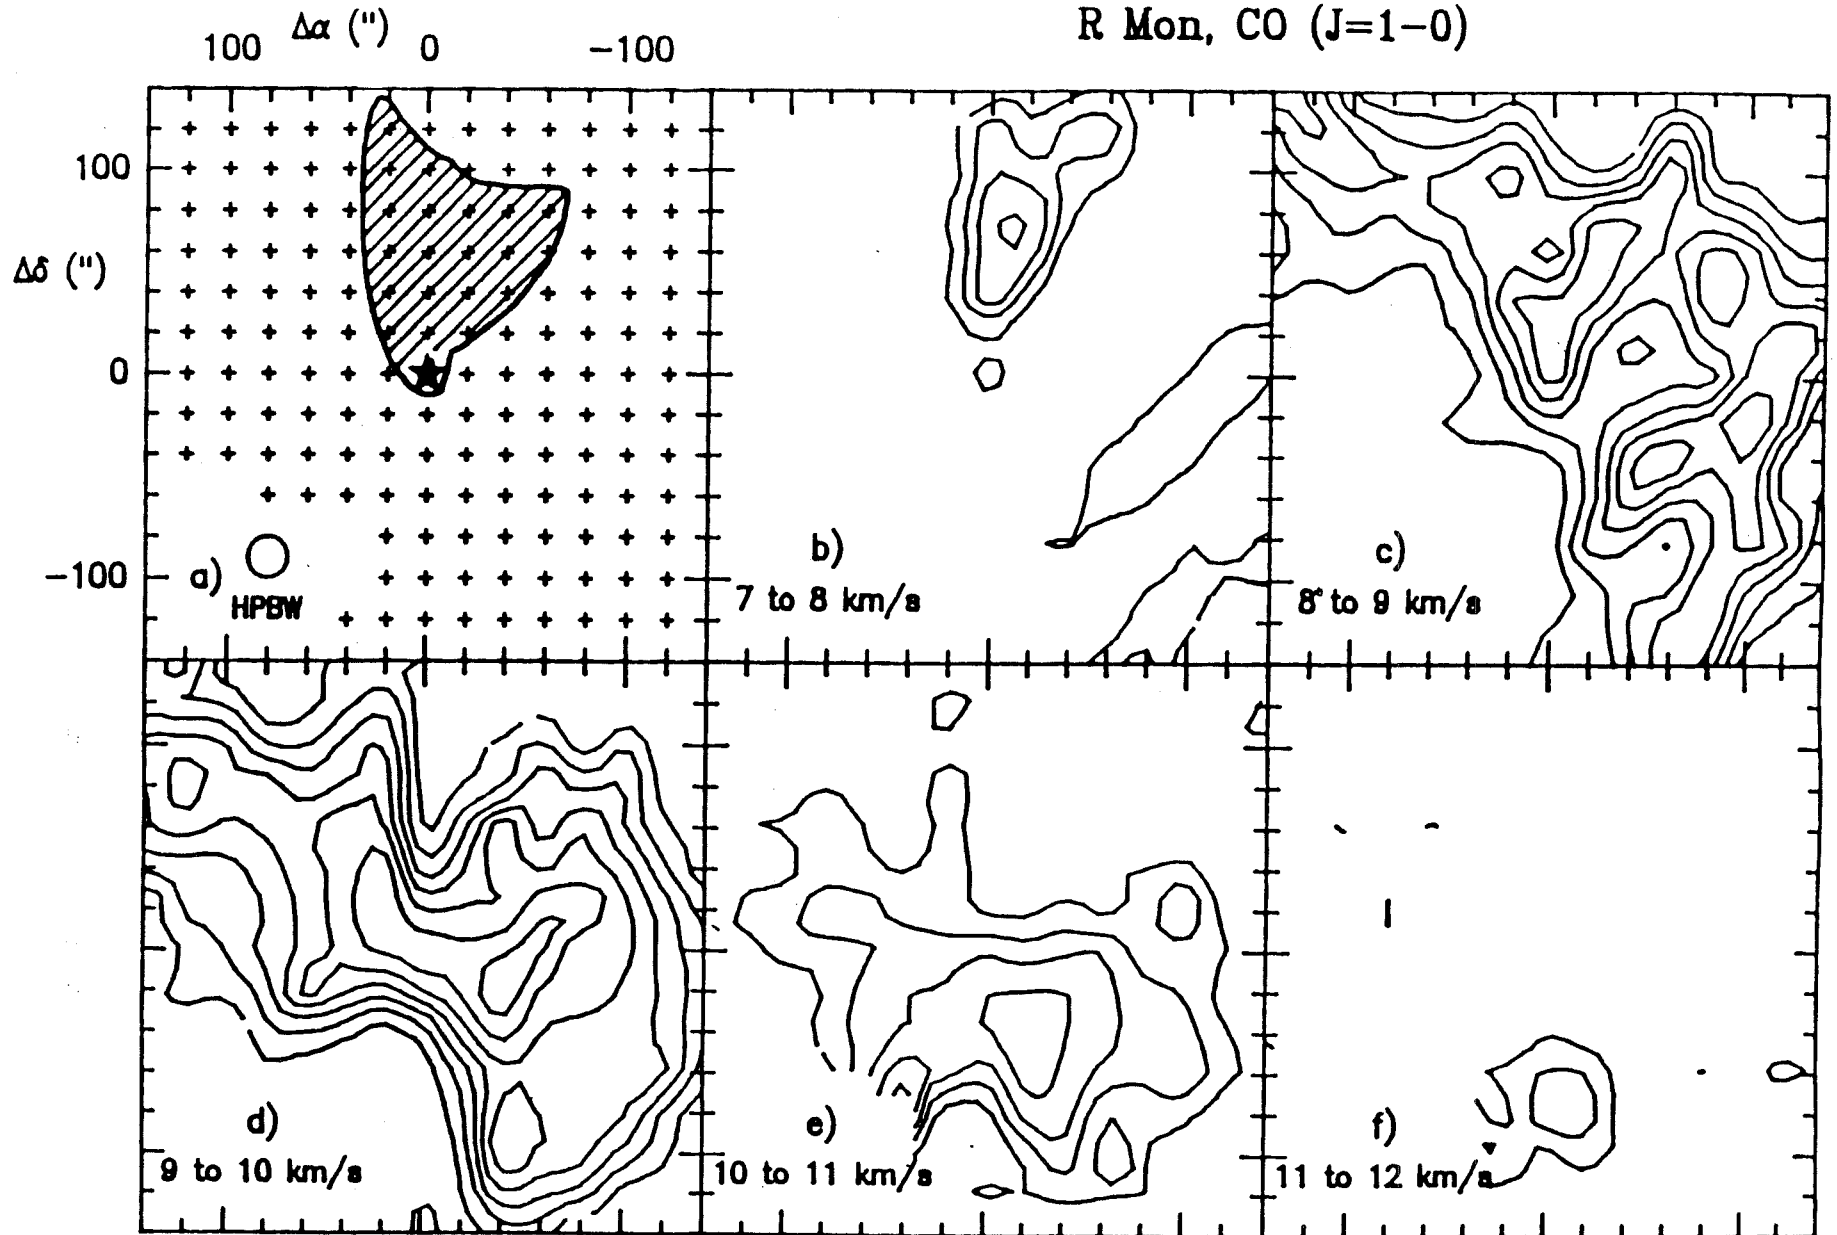 R Mon, CO (J=1-0)
Δα (")
100 0 -100
100
Δδ (")
0
-100
a)
HPBW
b)
7 to 8 km/s
c)
8 to 9 km/s
d)
9 to 10 km/s
e)
10 to 11 km/s
f)
11 to 12 km/s